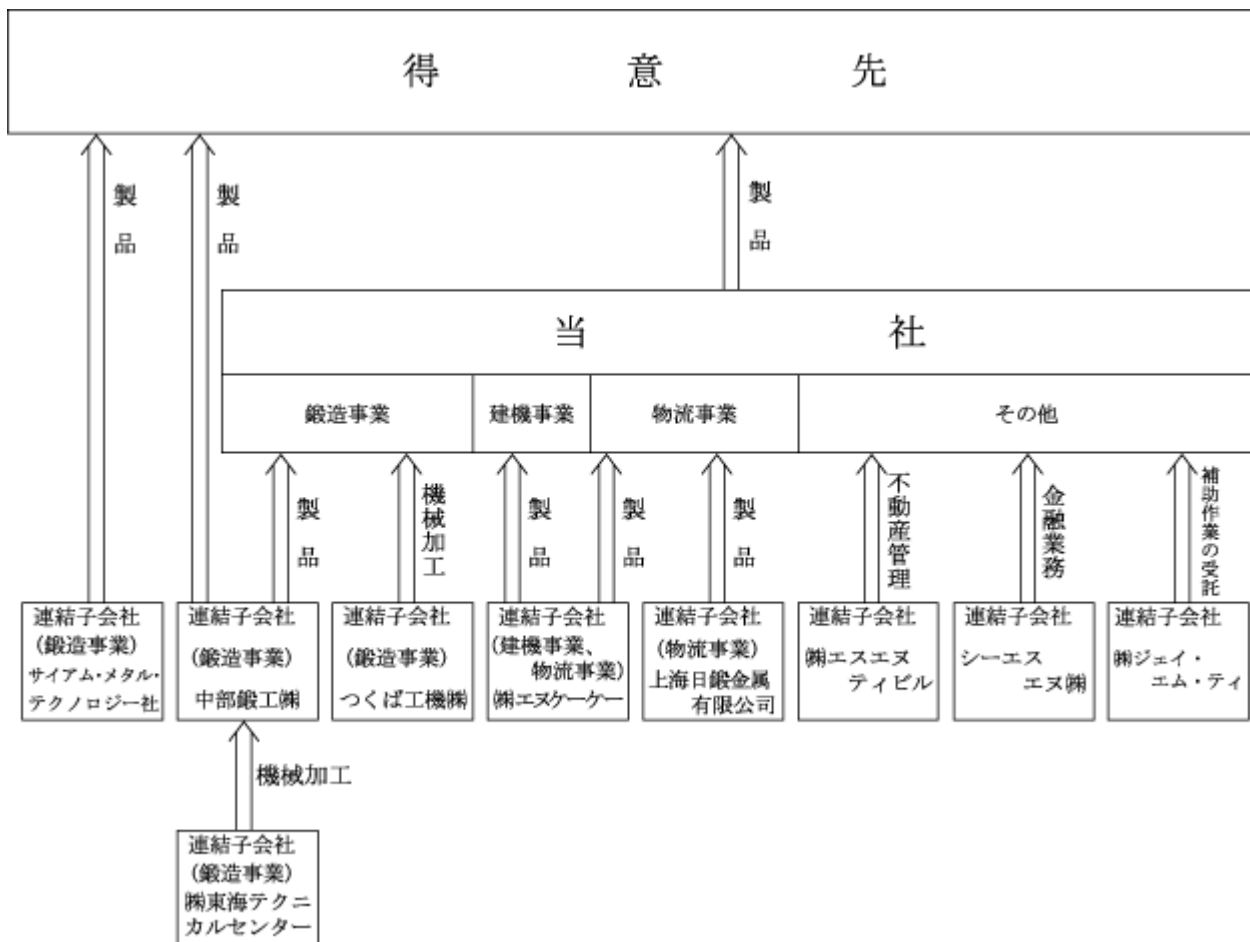 得意先
製品
製品
製品
当社
鍛造事業
建機事業
物流事業
その他
製品
機械加工
製品
製品
製品
不動産管理
金融業務
補助作業の受託
連結子会社
(鍛造事業)
サイアム・メタル・
テクノロジー社
連結子会社
(鍛造事業)
中部鍛工㈱
連結子会社
(鍛造事業)
つくば工機㈱
連結子会社
(建機事業、
物流事業)
㈱エヌケーケー
連結子会社
(物流事業)
上海日鍛金属
有限公司
連結子会社
㈱エスエヌ
ティビル
連結子会社
シーエス
エヌ㈱
連結子会社
㈱ジェイ・
エム・ティ
機械加工
連結子会社
(鍛造事業)
㈱東海テクニ
カルセンター